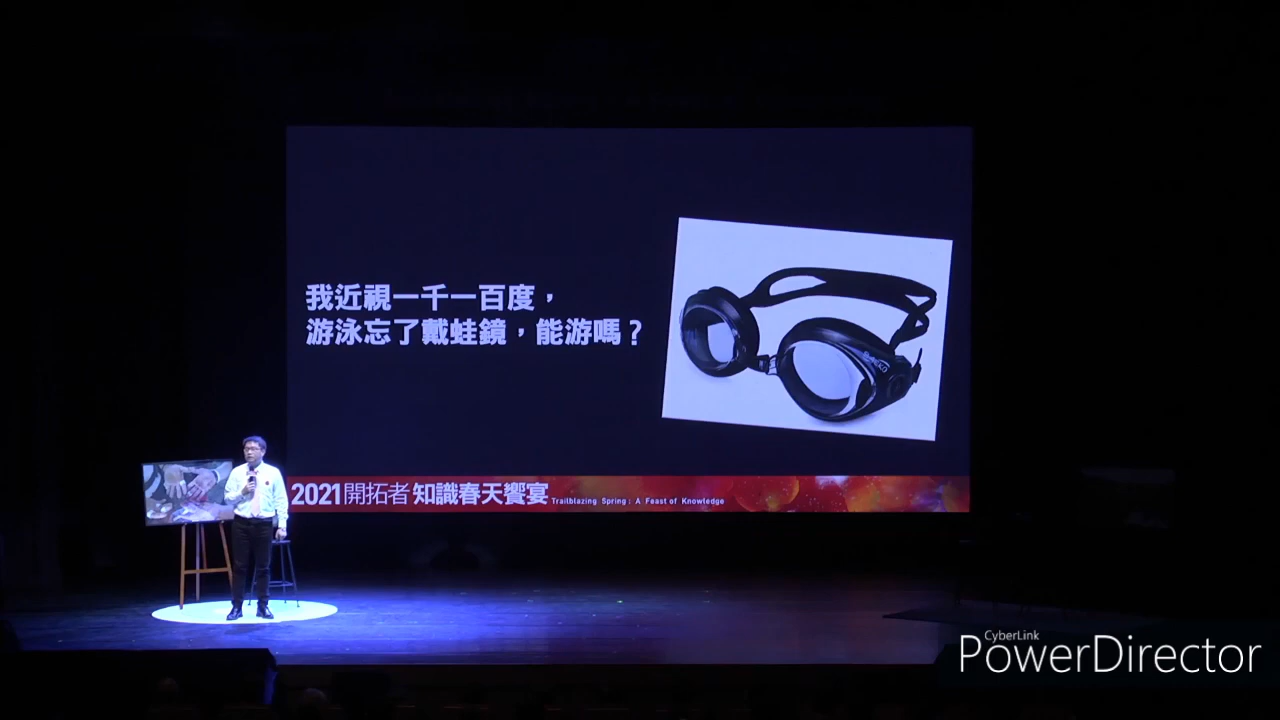 我近視一千一百度，
游泳忘了戴蛙鏡，能游嗎？
2021開拓者 知識春天饗宴 Trailblazing Spring : A Feast of Knowledge
CyberLink
PowerDirector